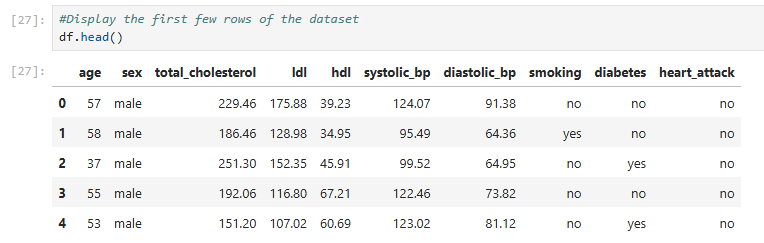 [27]: #Display the first few rows of the dataset
df.head()
[27]: age sex total_cholesterol ldl hdl systolic_bp diastolic_bp smoking diabetes heart_attack
0 57 male 229.46 175.88 39.23 124.07 91.38 no no no
1 58 male 186.46 128.98 34.95 95.49 64.36 yes no no
2 37 male 251.30 152.35 45.91 99.52 64.95 no yes no
3 55 male 192.06 116.80 67.21 122.46 73.82 no no no
4 53 male 151.20 107.02 60.69 123.02 81.12 no yes no